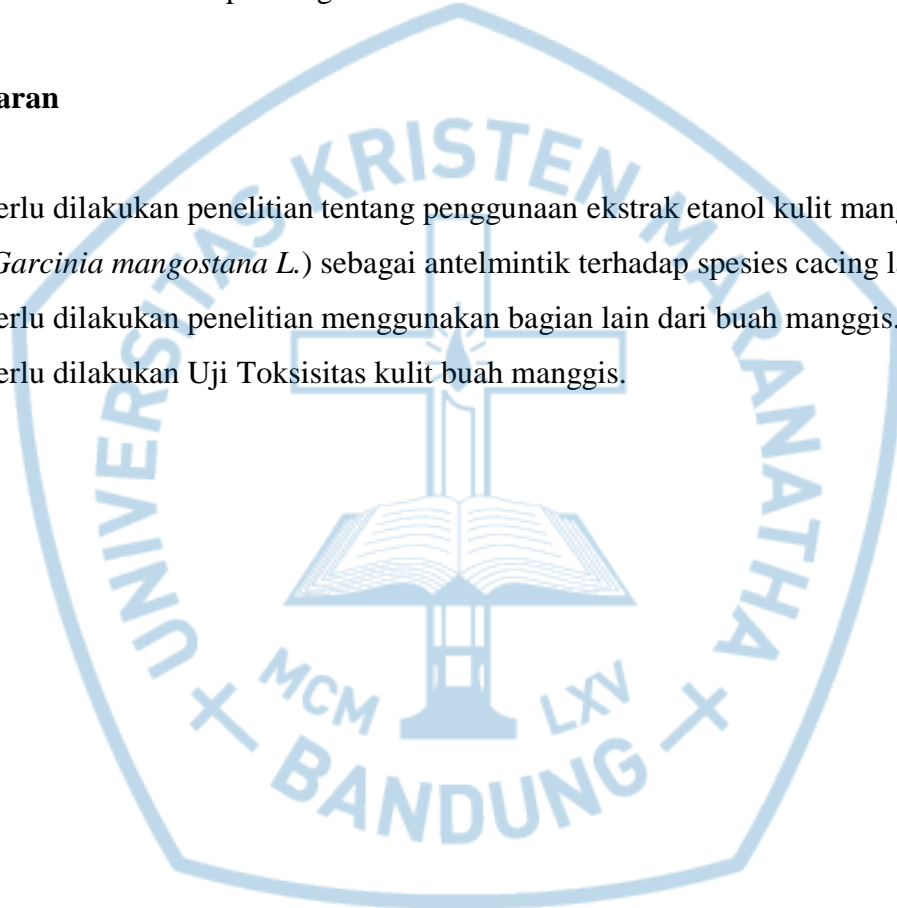 aran
erlu dilakukan penelitian tentang penggunaan ekstrak etanol kulit mang
Garcinia mangostana L.) sebagai antelmintik terhadap spesies cacing la
erlu dilakukan penelitian menggunakan bagian lain dari buah manggis.
erlu dilakukan Uji Toksisitas kulit buah manggis.
UNIVERSITAS KRISTEN MARANATHA
MCM LXV
BANDUNG